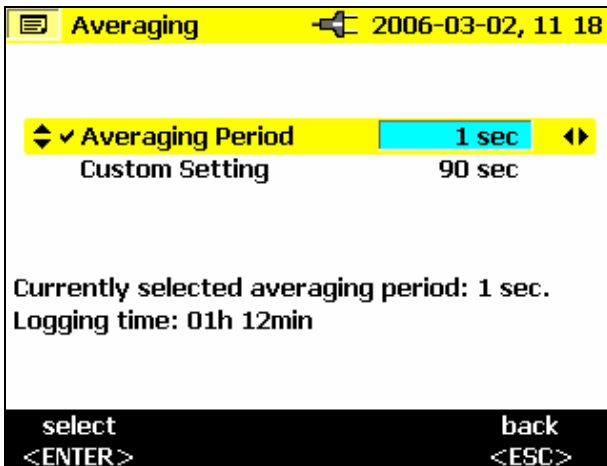 Averaging 2006-03-02, 11 18
Averaging Period 1 sec
Custom Setting 90 sec
Currently selected averaging period: 1 sec.
Logging time: 01h 12min
select back
<ENTER> <ESC>